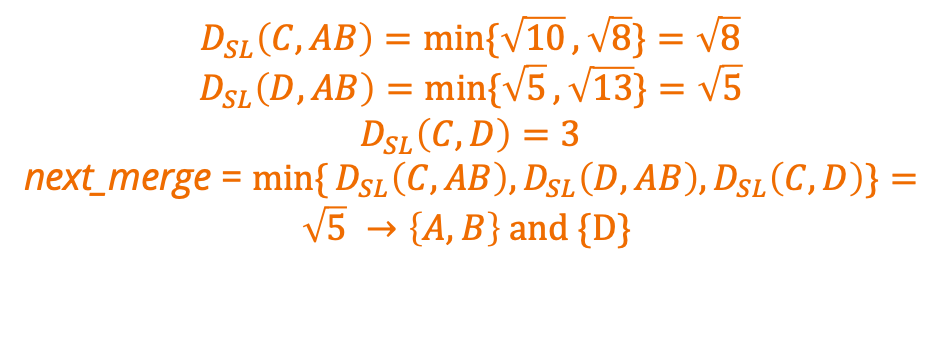 D_SL(C, AB) = min{√10, √8} = √8
D_SL(D, AB) = min{√5, √13} = √5
D_SL(C, D) = 3
next_merge = min{ D_SL(C, AB), D_SL(D, AB), D_SL(C, D)} =
√5 → {A, B} and {D}